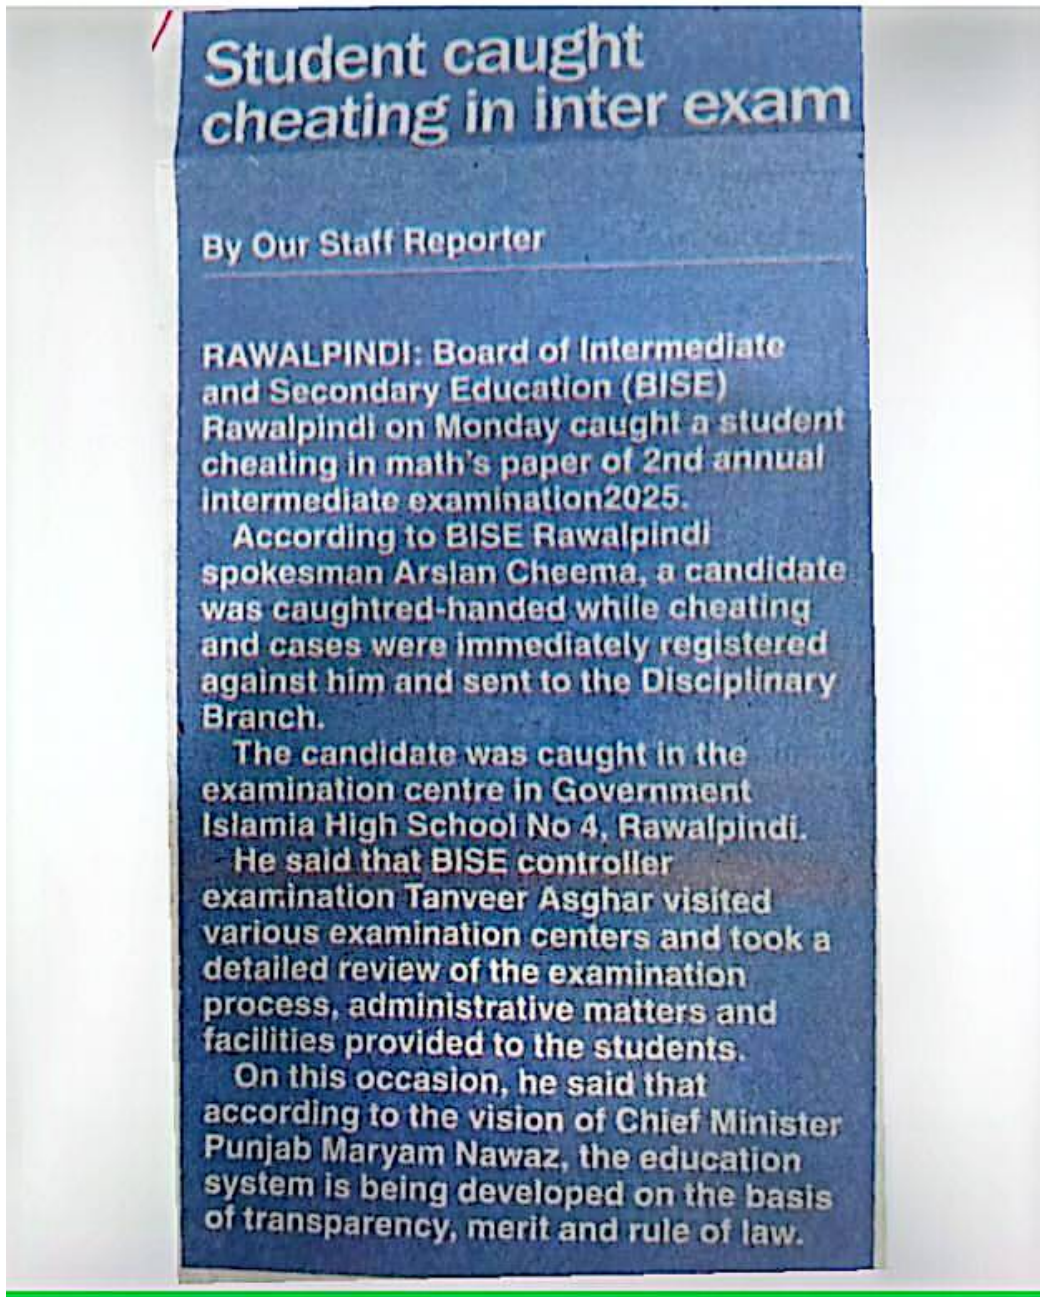 Student caught
cheating in inter exam
By Our Staff Reporter
RAWALPINDI: Board of Intermediate
and Secondary Education (BISE)
Rawalpindi on Monday caught a student
cheating in math's paper of 2nd annual
intermediate examination2025.
According to BISE Rawalpindi
spokesman Arslan Cheema, a candidate
was caughtred-handed while cheating
and cases were immediately registered
against him and sent to the Disciplinary
Branch.
The candidate was caught in the
examination centre in Government
Islamia High School No 4, Rawalpindi.
He said that BISE controller
examination Tanveer Asghar visited
various examination centers and took a
detailed review of the examination
process, administrative matters and
facilities provided to the students.
On this occasion, he said that
according to the vision of Chief Minister
Punjab Maryam Nawaz, the education
system is being developed on the basis
of transparency, merit and rule of law.